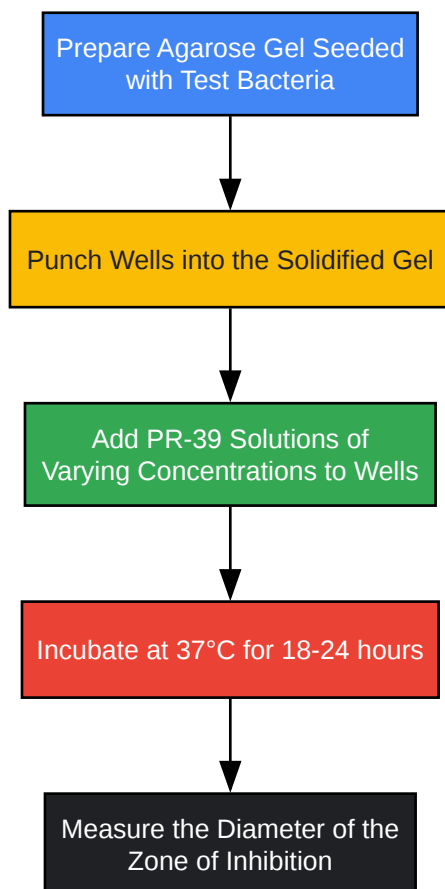 Prepare Agarose Gel Seeded
with Test Bacteria
Punch Wells into the Solidified Gel
Add PR-39 Solutions of
Varying Concentrations to Wells
Incubate at 37°C for 18-24 hours
Measure the Diameter of the
Zone of Inhibition